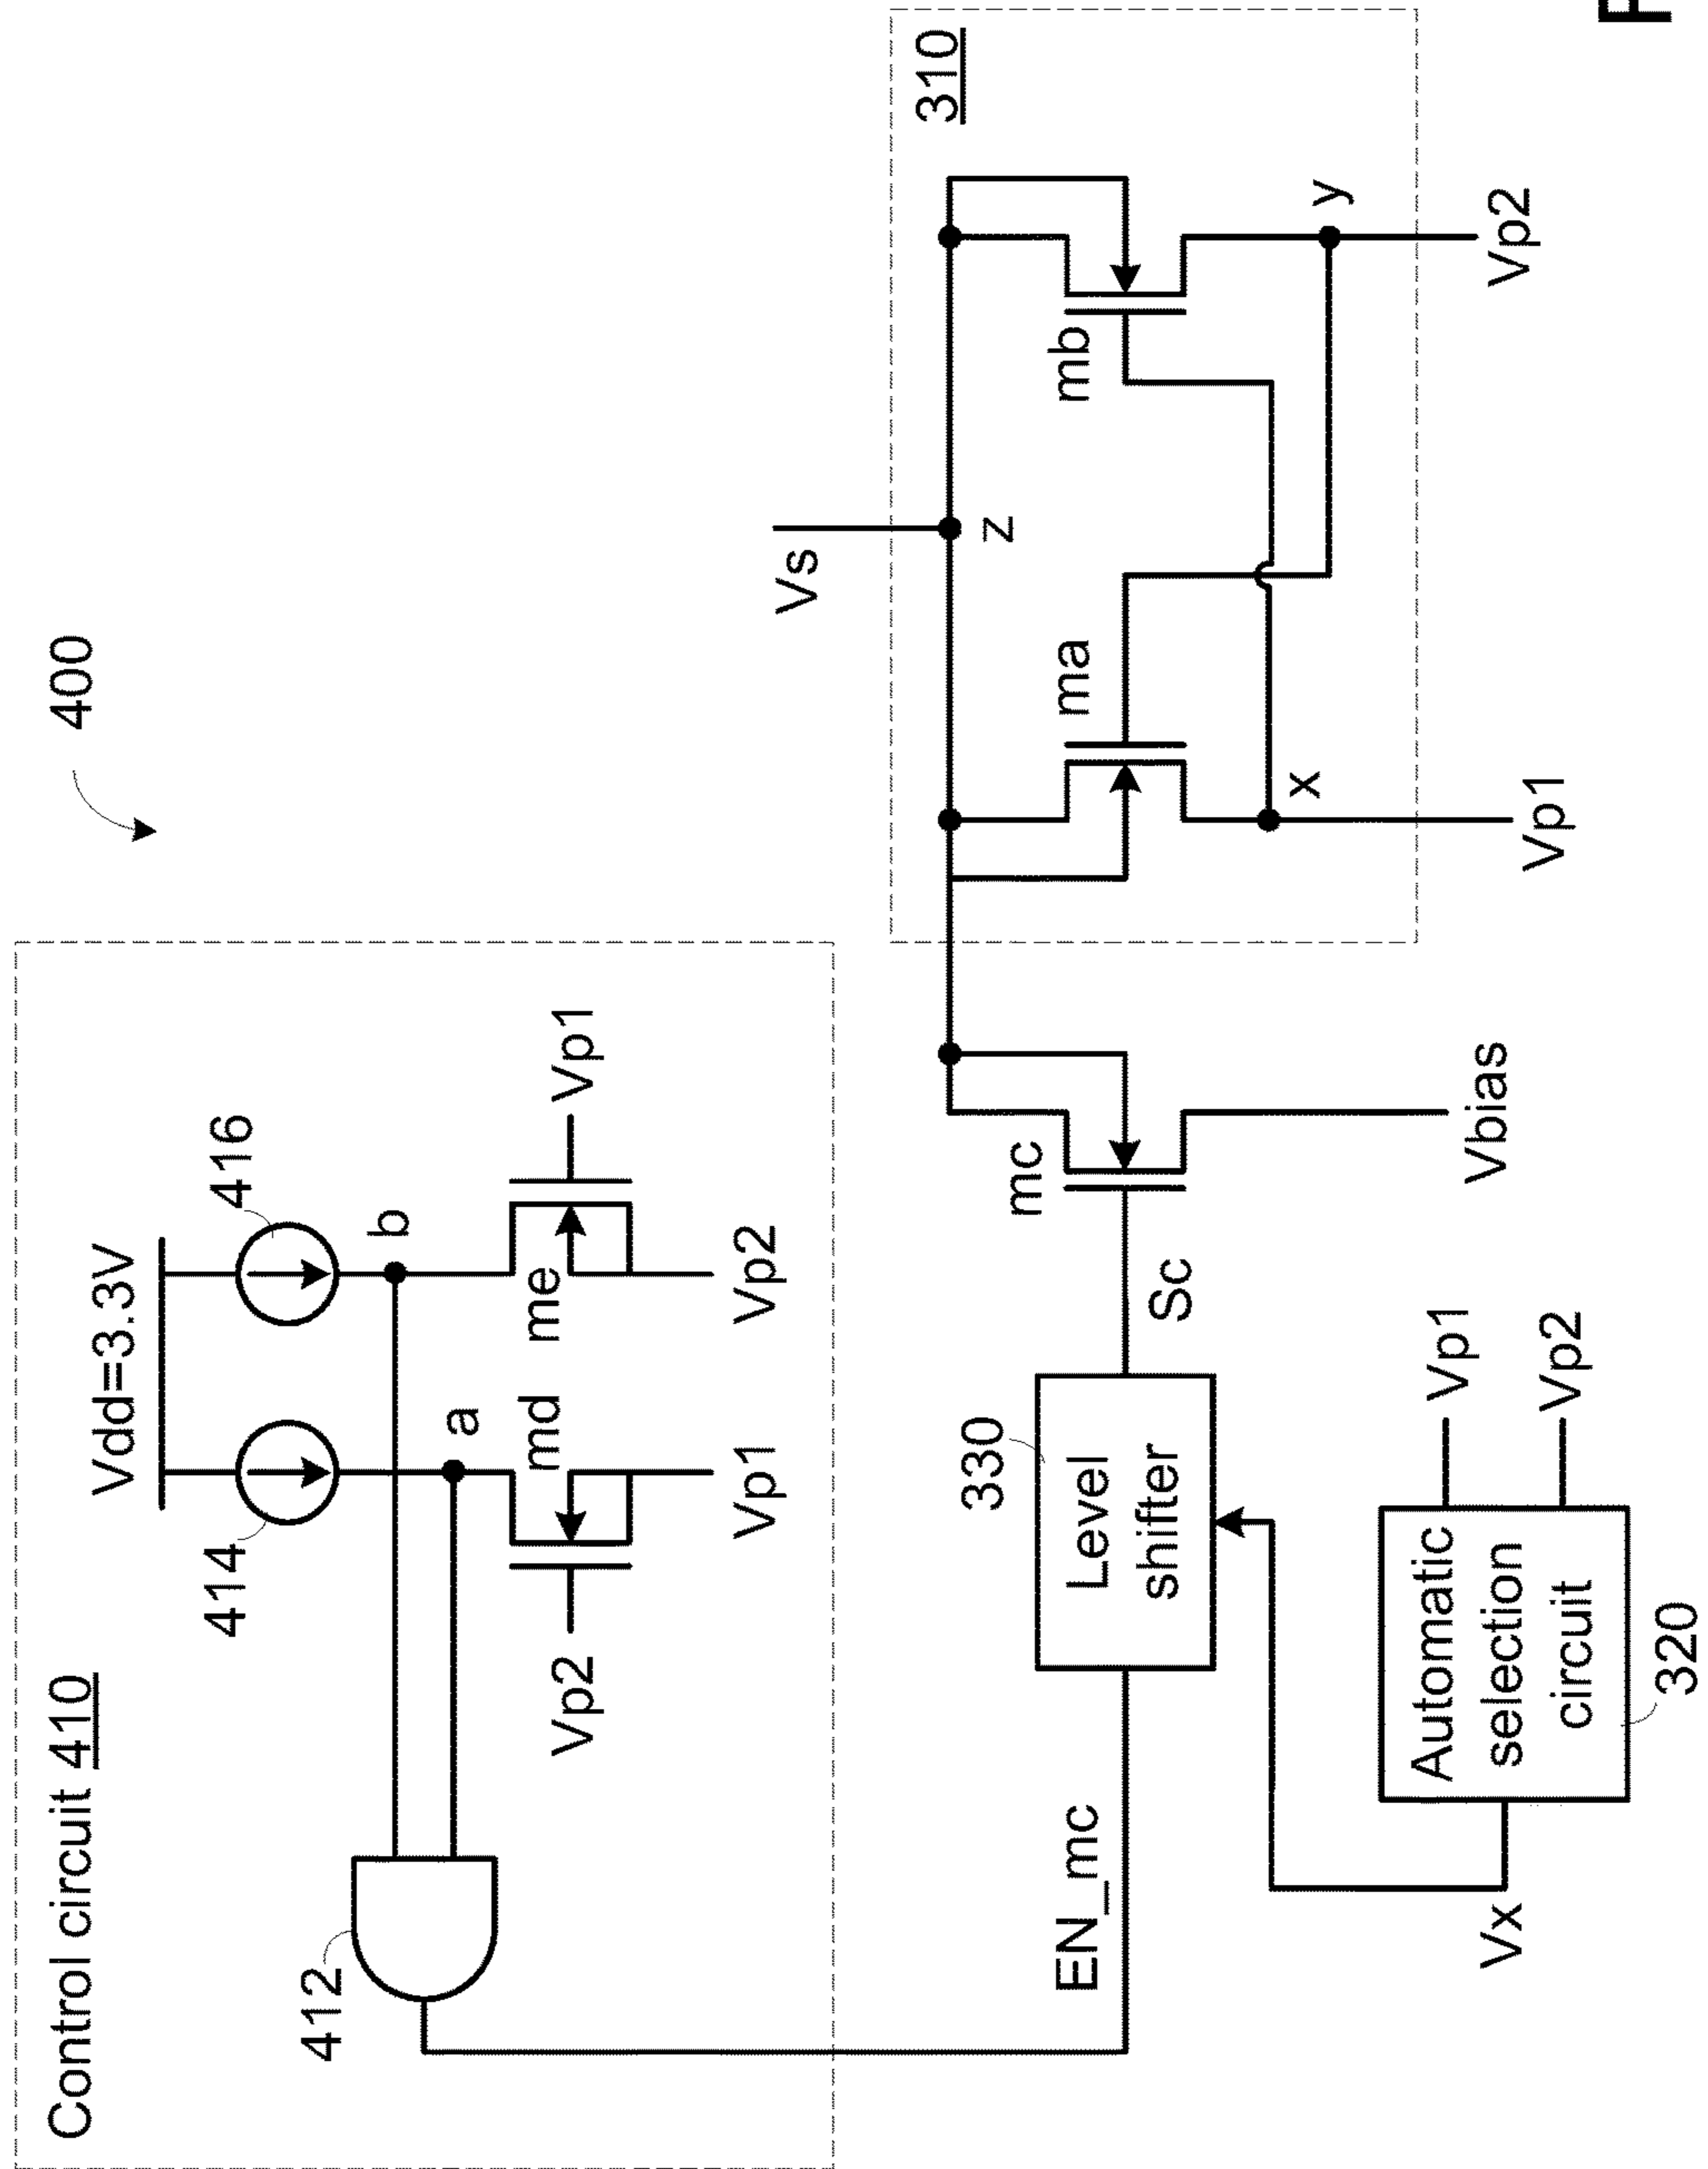 400
Control circuit 410
Vdd=3.3V
414
416
412
a
b
md
me
Vp2
Vp1
Vp1
Vp2
Vs
310
z
ma
mb
mc
x
y
Vp1
Vp2
EN_mc
330
Level
shifter
Sc
Vbias
Vx
Automatic
selection
circuit
320
Vp1
Vp2